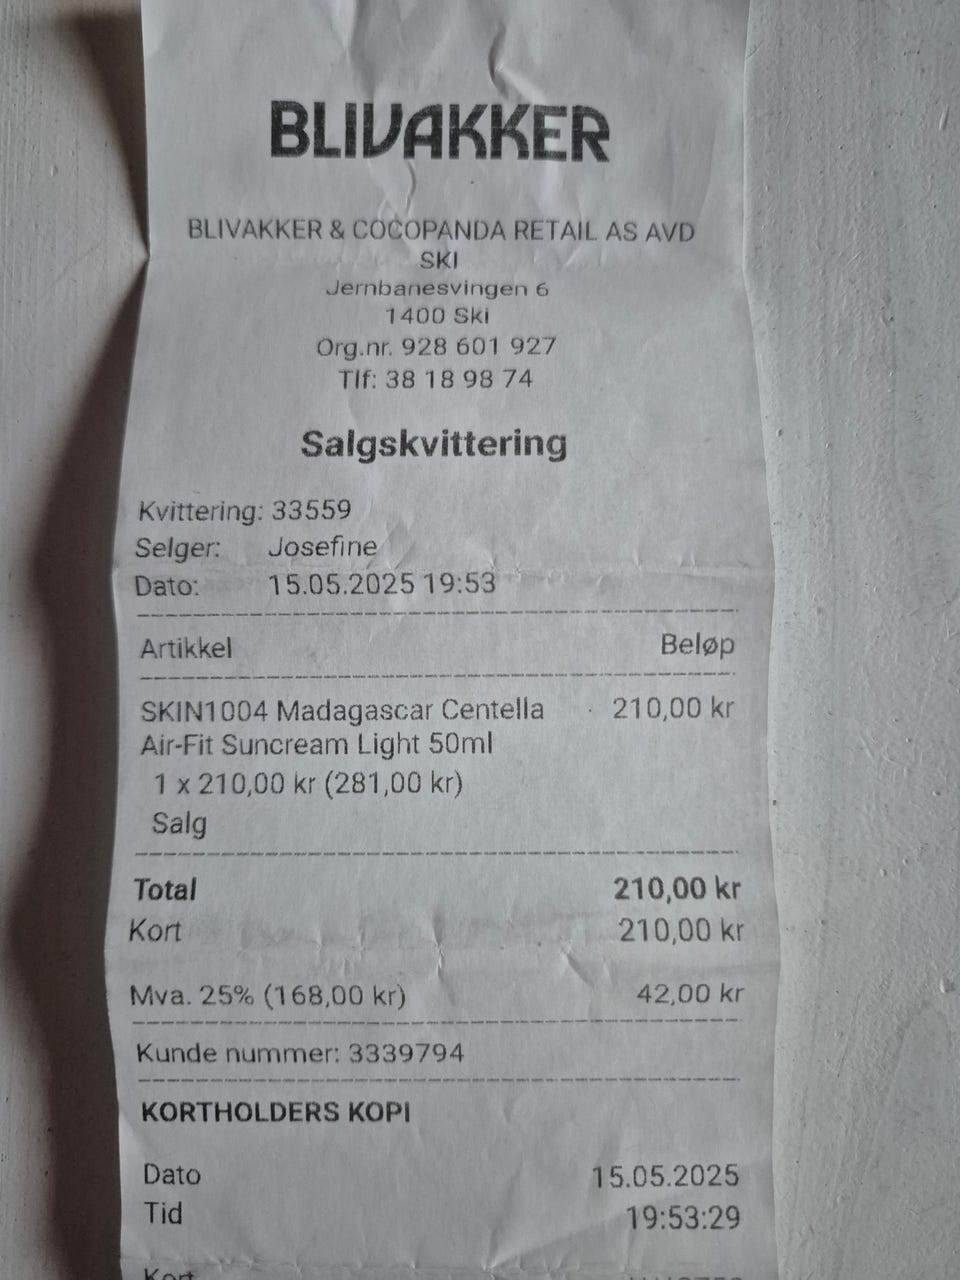 BLIVAKKER
BLIVAKKER & COCOPANDA RETAIL AS AVD
SKI
Jernbanesvingen 6
1400 Ski
Org.nr. 928 601 927
Tlf: 38 18 98 74
Salgskvittering
Kvittering: 33559
Selger: Josefine
Dato: 15.05.2025 19:53
Artikkel Beløp
SKIN1004 Madagascar Centella 210,00 kr
Air-Fit Suncream Light 50ml
1 x 210,00 kr (281,00 kr)
Salg
Total 210,00 kr
Kort 210,00 kr
Mva. 25% (168,00 kr) 42,00 kr
Kunde nummer: 3339794
KORTHOLDERS KOPI
Dato 15.05.2025
Tid 19:53:29
Kort